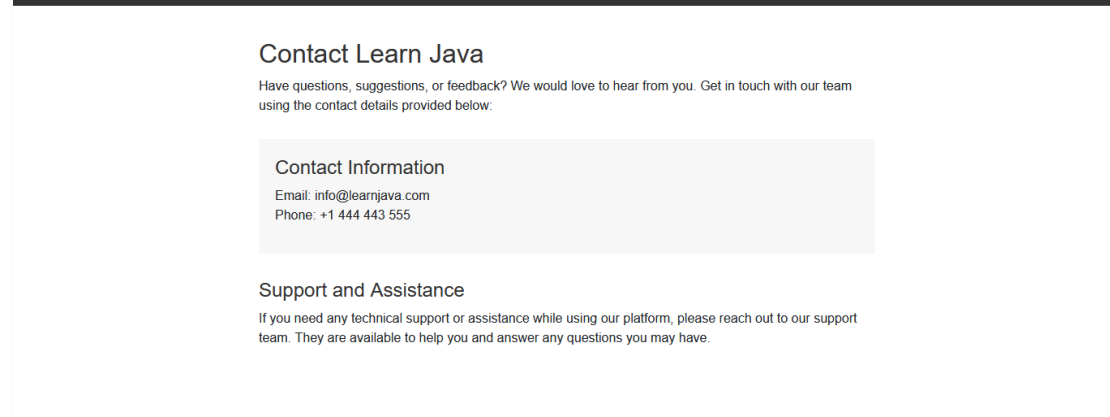 Contact Learn Java
Have questions, suggestions, or feedback? We would love to hear from you. Get in touch with our team
using the contact details provided below:
Contact Information
Email: info@learnjava.com
Phone: +1 444 443 555
Support and Assistance
If you need any technical support or assistance while using our platform, please reach out to our support
team. They are available to help you and answer any questions you may have.